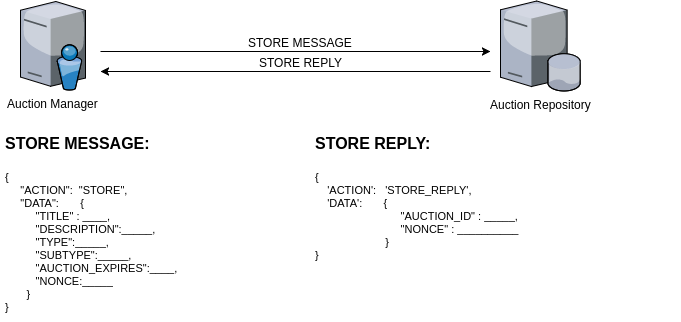 STORE MESSAGE
STORE REPLY
Auction Manager
Auction Repository
STORE MESSAGE:
{
"ACTION": "STORE",
"DATA": {
"TITLE" : ____,
"DESCRIPTION":_____,
"TYPE":_____,
"SUBTYPE":_____,
"AUCTION_EXPIRES":____,
"NONCE:_____
}
}
STORE REPLY:
{
'ACTION': 'STORE_REPLY',
'DATA': {
"AUCTION_ID" : _____,
"NONCE" : __________
}
}